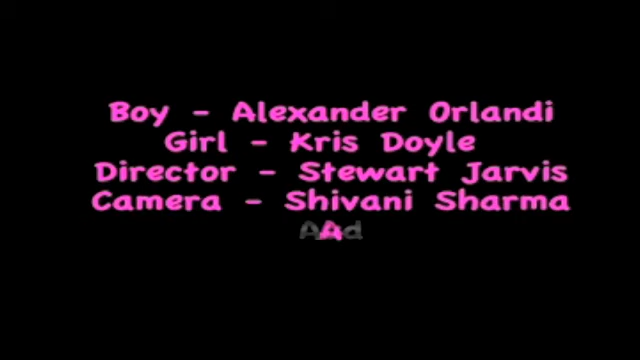 Boy - Alexander Orlandi
Girl - Kris Doyle
Director - Stewart Jarvis
Camera - Shivani Sharma